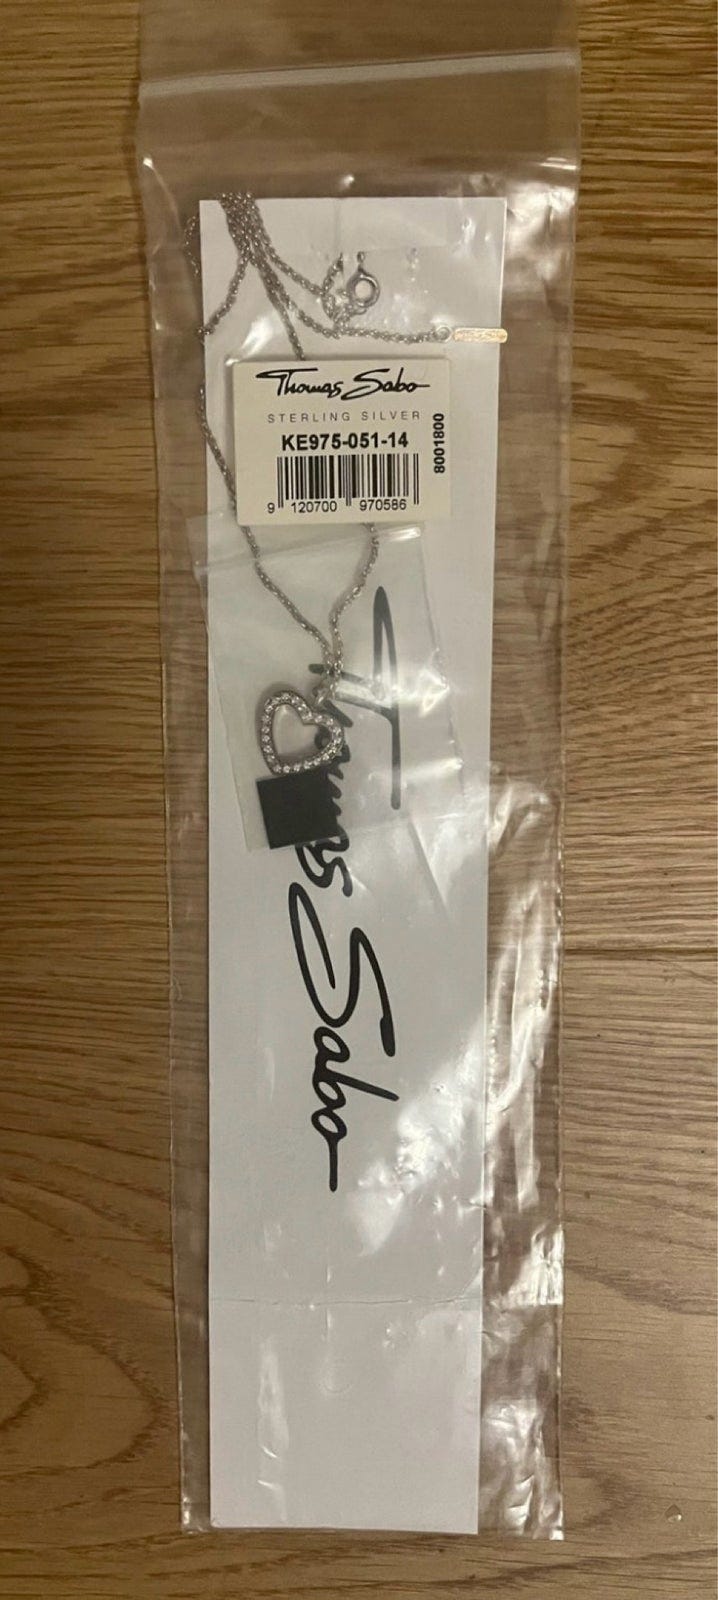 Thomas Sabo
STERLING SILVER
KE975-051-14
8001800
9 120700 970586
Thomas Sabo